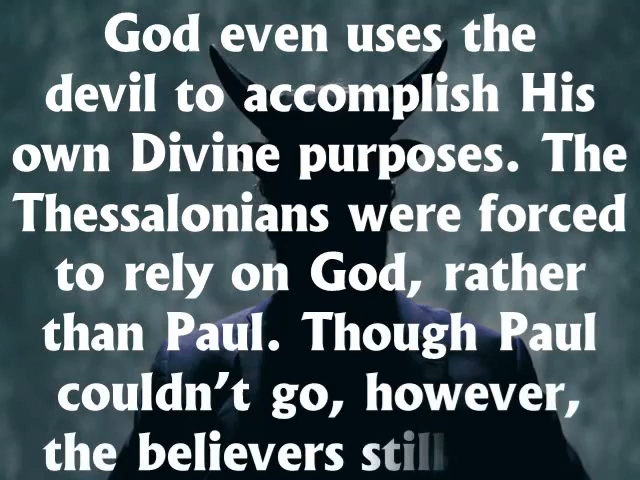 God even uses the
devil to accomplish His
own Divine purposes. The
Thessalonians were forced
to rely on God, rather
than Paul. Though Paul
couldn't go, however,
the believers still